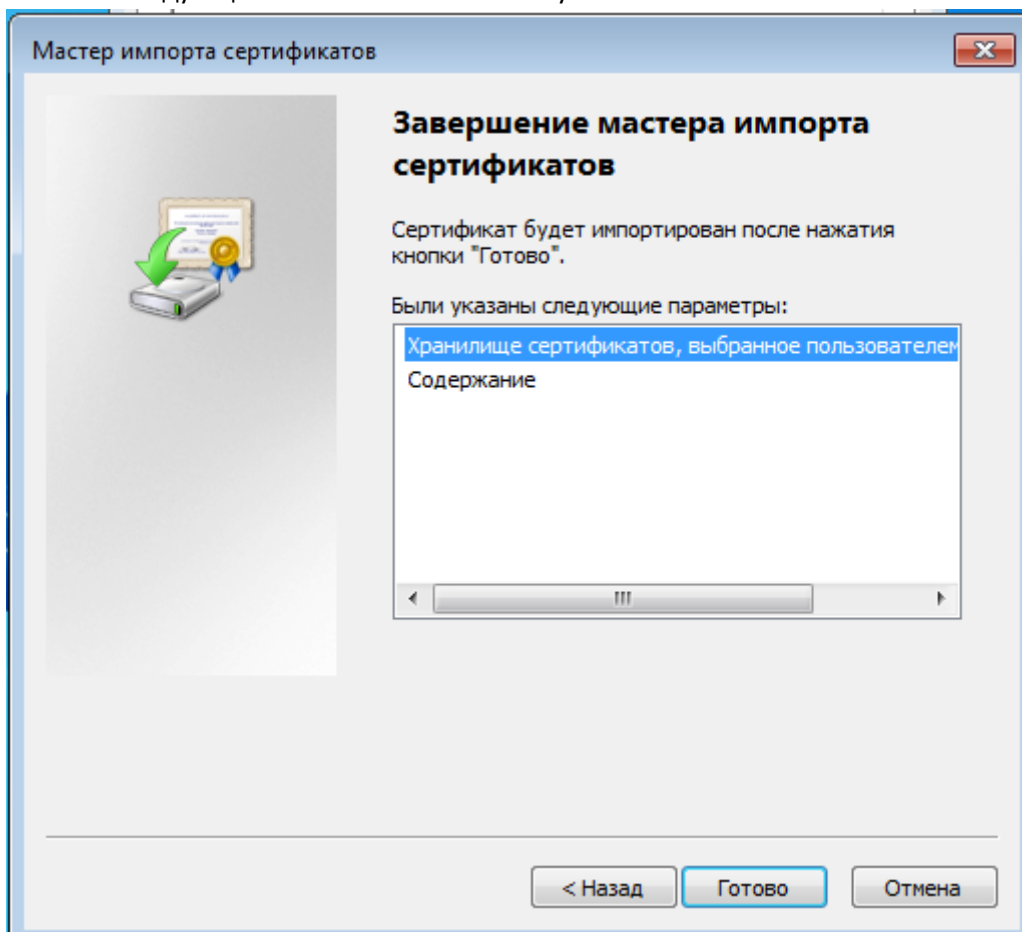 Мастер импорта сертификатов
Завершение мастера импорта
сертификатов
Сертификат будет импортирован после нажатия
кнопки "Готово".
Были указаны следующие параметры:
Хранилище сертификатов, выбранное пользователем
Содержание
< Назад
Готово
Отмена